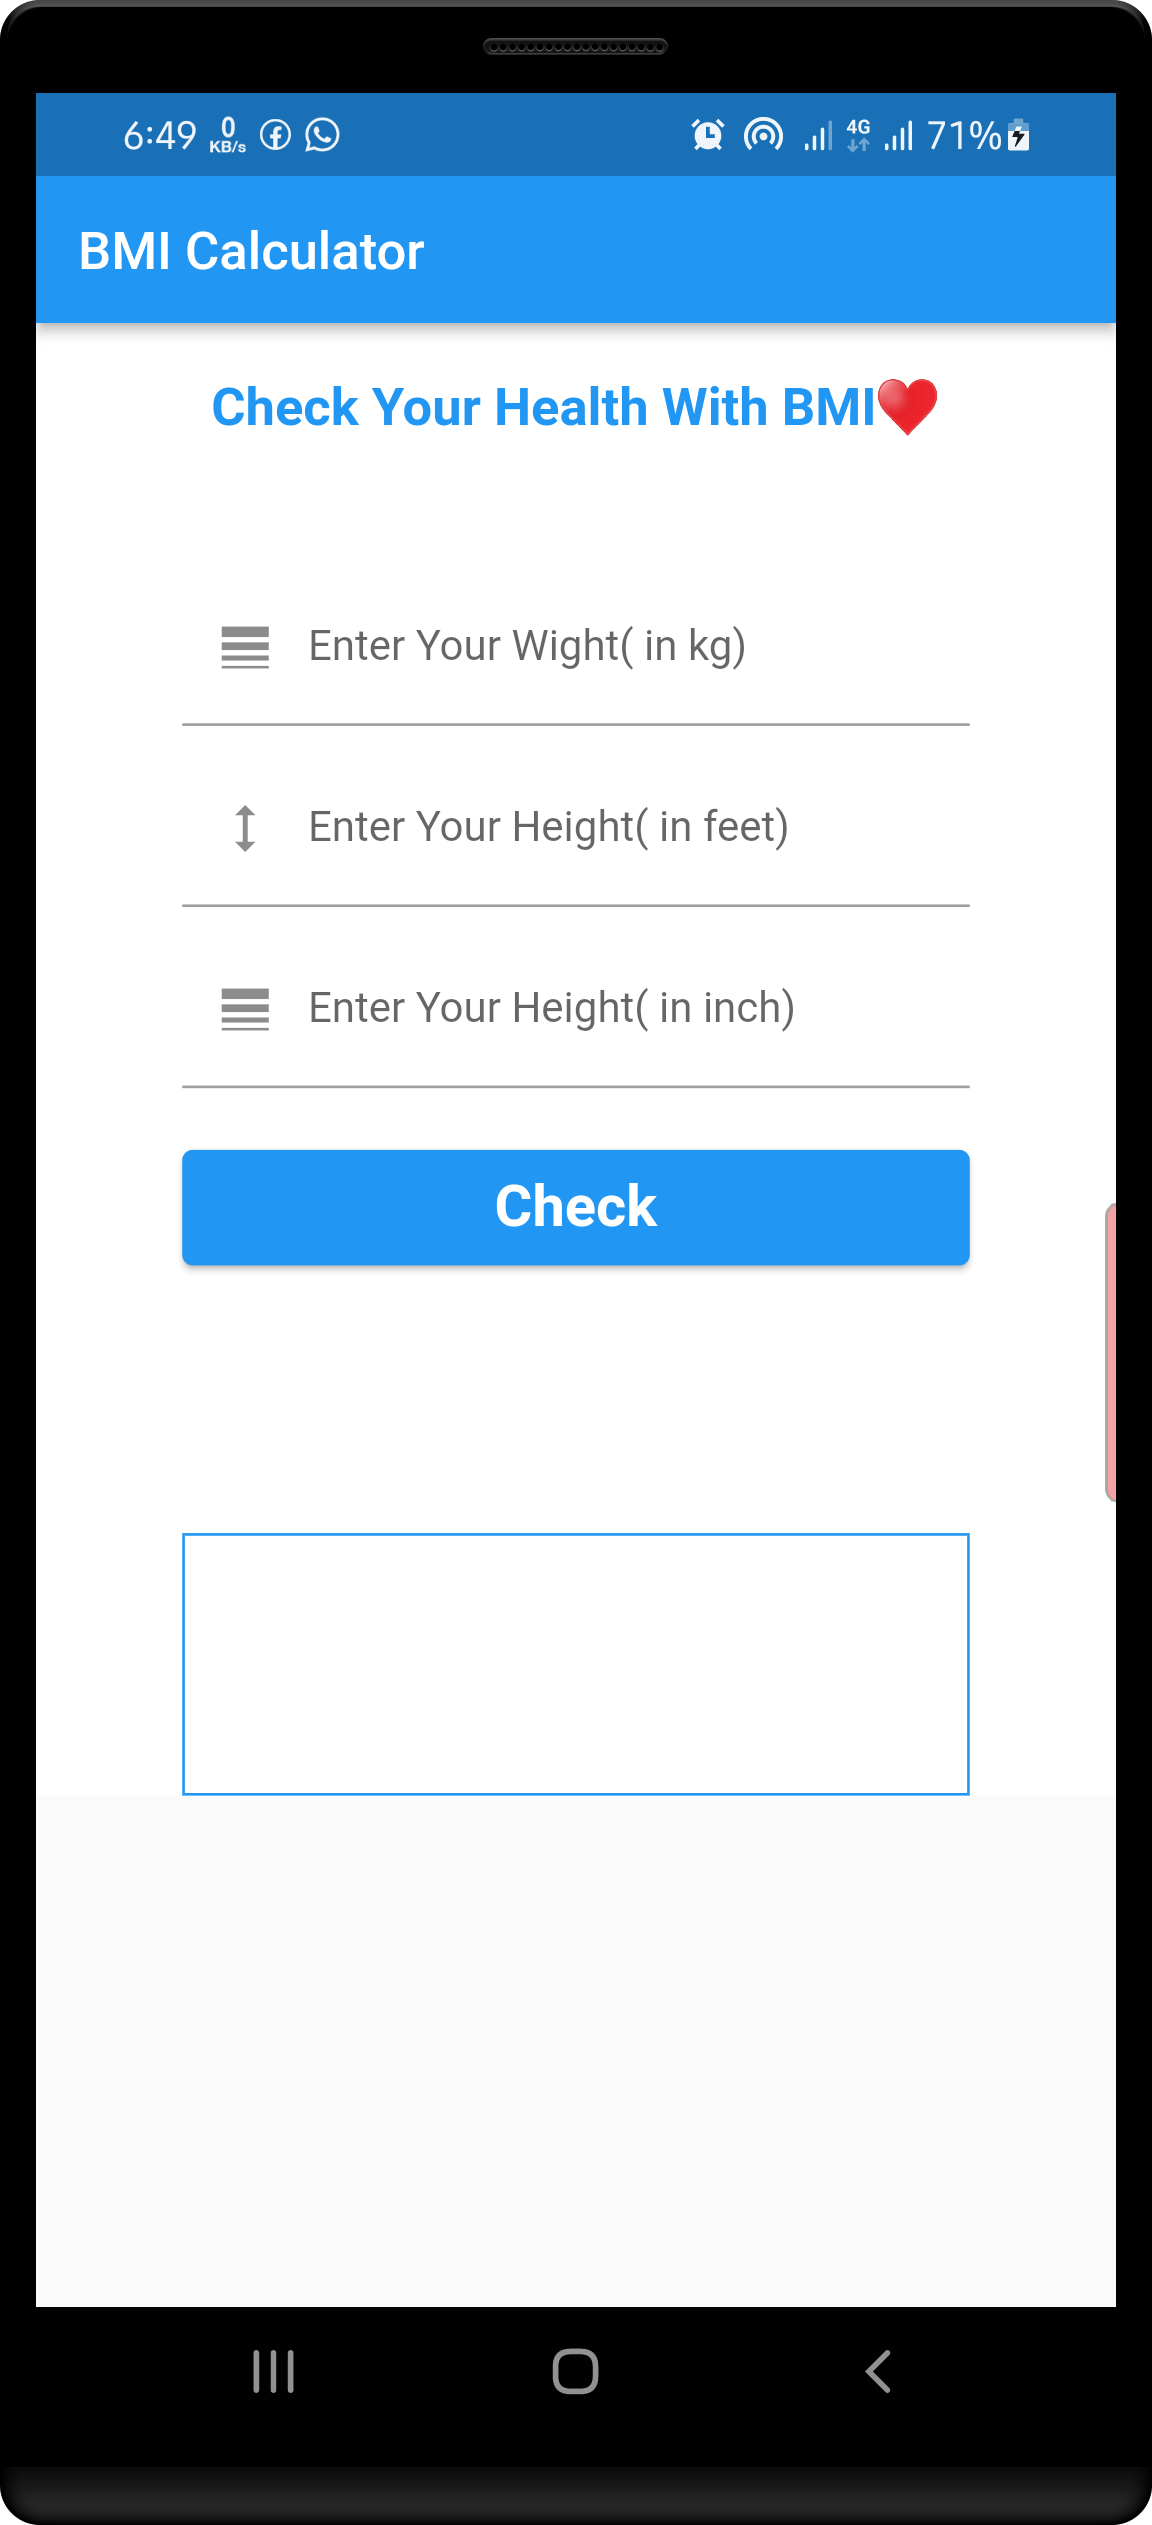 6:49 0 KB/s 4G 71%
BMI Calculator
Check Your Health With BMI❤️
Enter Your Wight( in kg)
Enter Your Height( in feet)
Enter Your Height( in inch)
Check